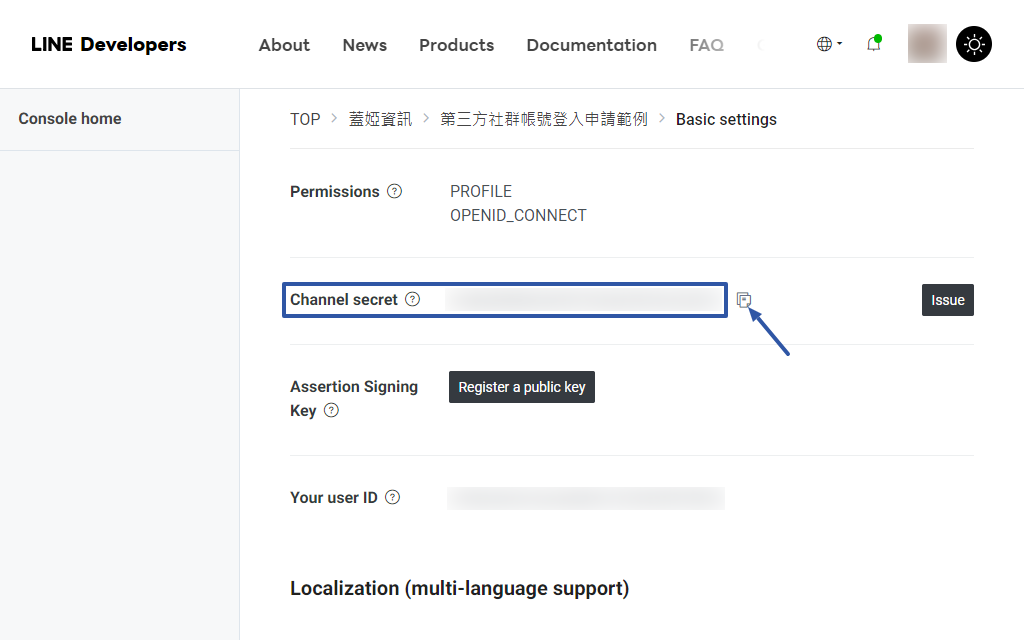 LINE Developers
About News Products Documentation FAQ
Console home
TOP > 蓋婭資訊 > 第三方社群帳號登入申請範例 > Basic settings
Permissions ? PROFILE
OPENID_CONNECT
Channel secret ? Issue
Assertion Signing
Key ? Register a public key
Your user ID ?
Localization (multi-language support)